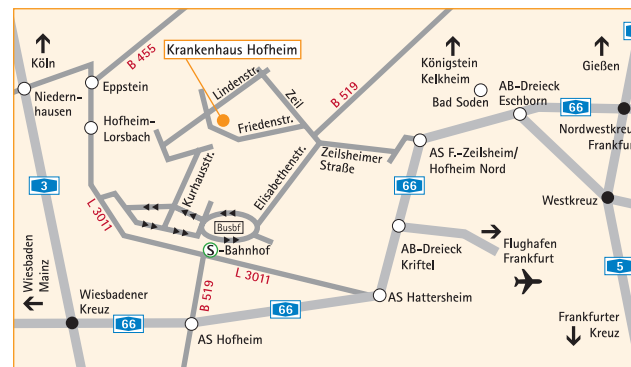 Köln
B 455
Krankenhaus Hofheim
Königstein
Kelkheim
Gießen
Niedern-
hausen
Eppstein
Lindenstr.
Zeil
B 519
Bad Soden
AB-Dreieck
Eschborn
66
Hofheim-
Lorsbach
Friedenstr.
Nordwestkreuz
Frankfu
Zeilsheimer
Straße
AS F.-Zeilsheim/
Hofheim Nord
Kurhausstr.
Elisabethenstr.
3
66
Westkreuz
L 3011
Busbf
S-Bahnhof
AB-Dreieck
Kriftel
Flughafen
Frankfurt
5
Wiesbaden
Mainz
L 3011
Wiesbadener
Kreuz
B 519
AS Hattersheim
66
66
AS Hofheim
Frankfurter
Kreuz